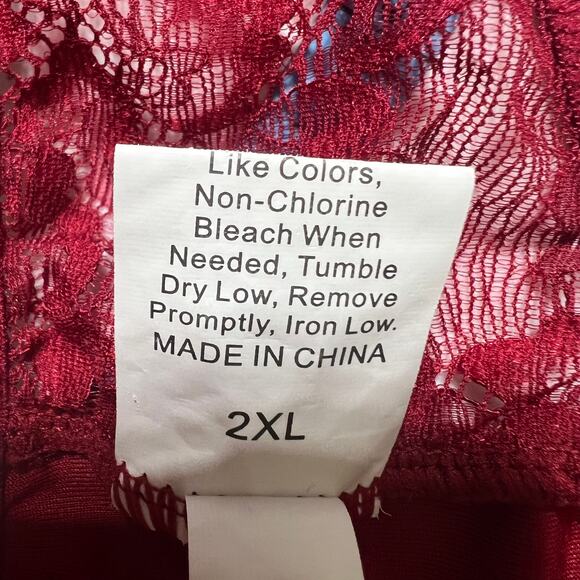 Like Colors,
Non-Chlorine
Bleach When
Needed, Tumble
Dry Low, Remove
Promptly, Iron Low.
MADE IN CHINA
2XL